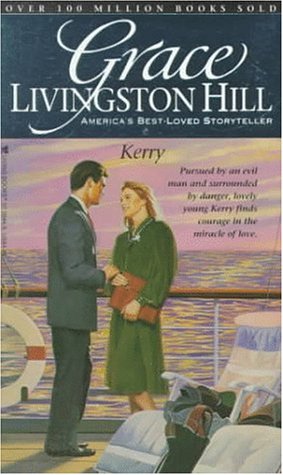 OVER 100 MILLION BOOKS SOLD
Grace
LIVINGSTON HILL
AMERICA'S BEST-LOVED STORYTELLER
Kerry
Pursued by an evil
man and surrounded
by danger, lovely
young Kerry finds
courage in the
miracle of love.